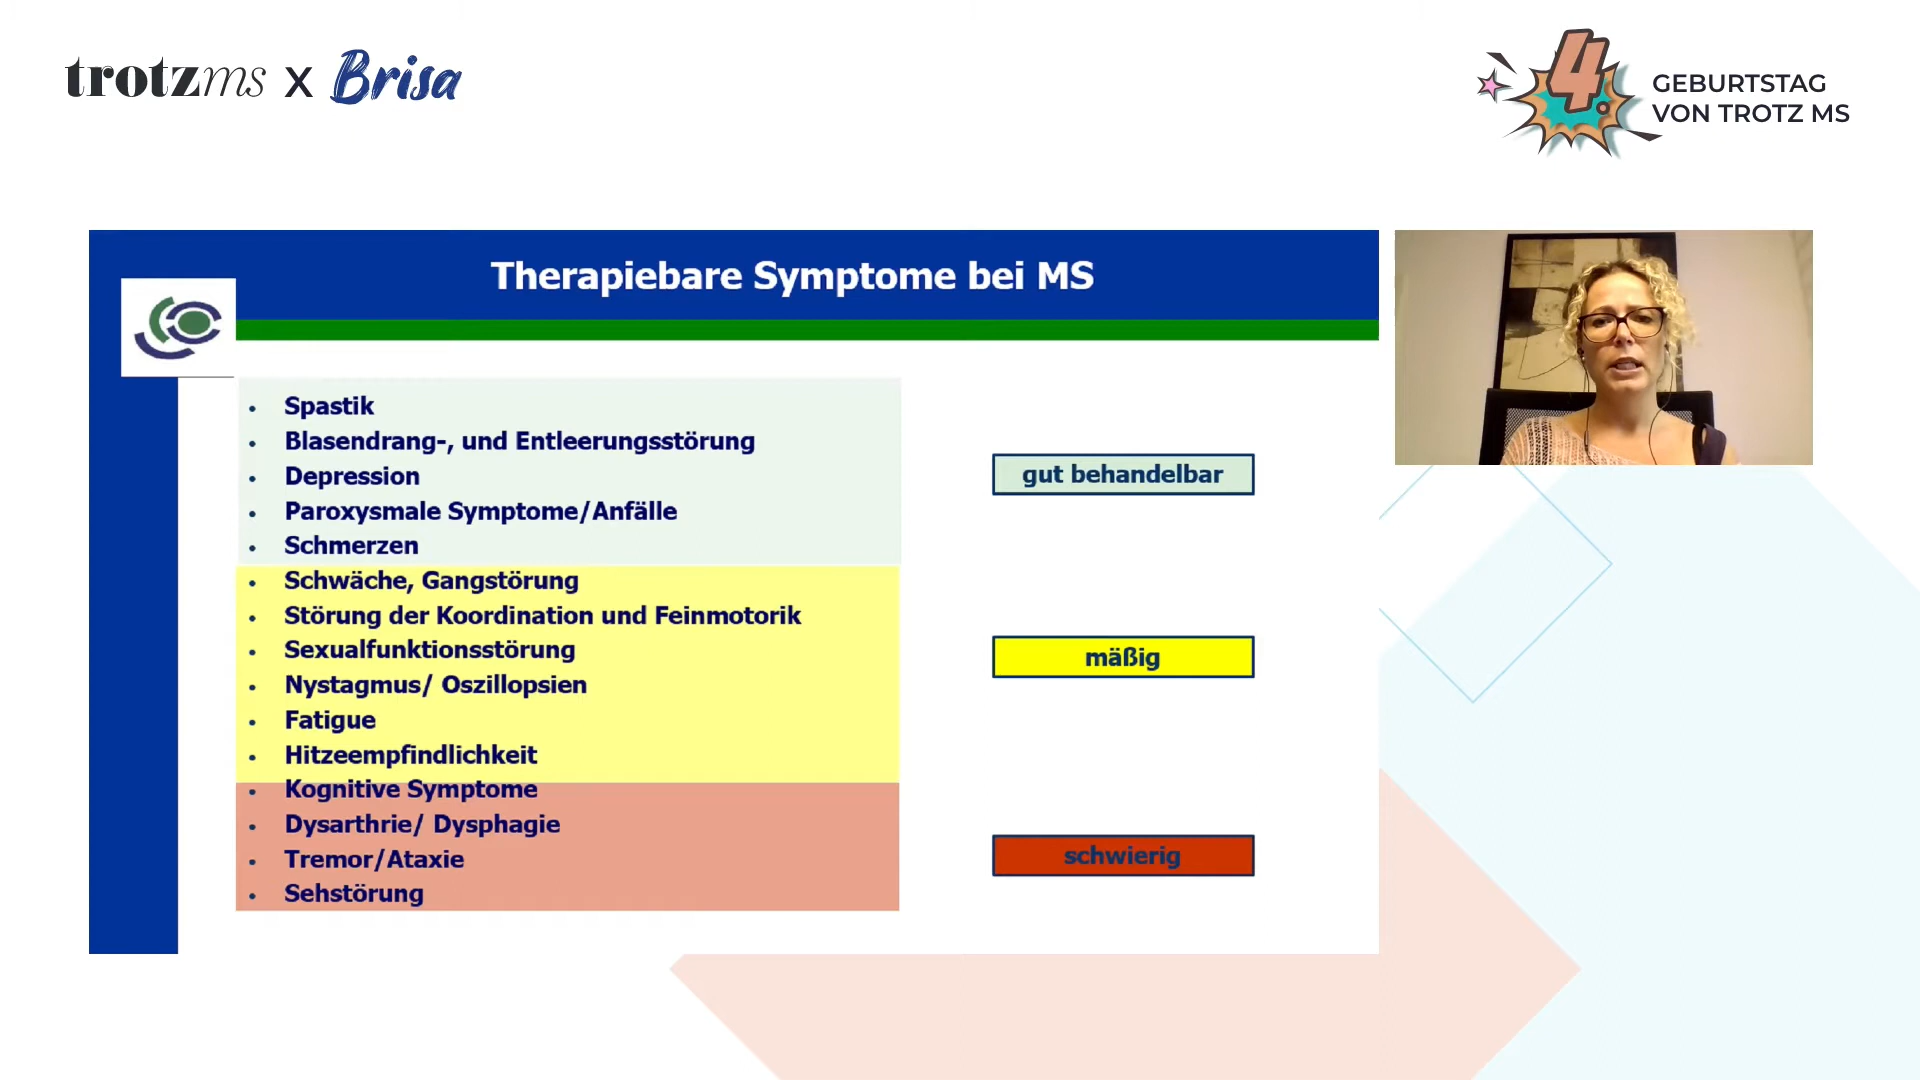 trotzms x Brisa
4.
GEBURTSTAG
VON TROTZ MS
Therapiebare Symptome bei MS
• Spastik
• Blasendrang-, und Entleerungsstörung
• Depression
• Paroxysmale Symptome/Anfälle
• Schmerzen
• Schwäche, Gangstörung
• Störung der Koordination und Feinmotorik
• Sexualfunktionsstörung
• Nystagmus/ Oszillopsien
• Fatigue
• Hitzeempfindlichkeit
• Kognitive Symptome
• Dysarthrie/ Dysphagie
• Tremor/Ataxie
• Sehstörung
gut behandelbar
mäßig
schwierig